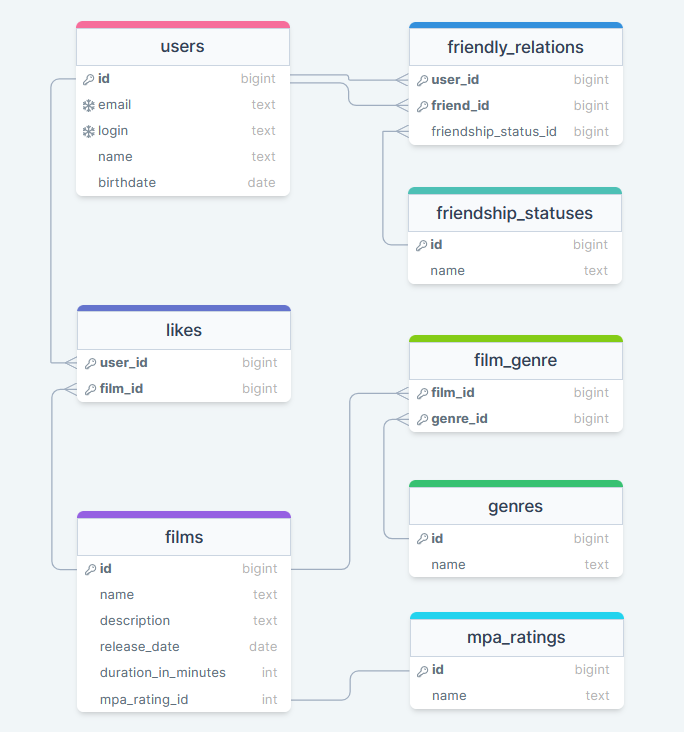 users
id bigint
email text
login text
name text
birthdate date
friendly_relations
user_id bigint
friend_id bigint
friendship_status_id bigint
friendship_statuses
id bigint
name text
likes
user_id bigint
film_id bigint
film_genre
film_id bigint
genre_id bigint
genres
id bigint
name text
films
id bigint
name text
description text
release_date date
duration_in_minutes int
mpa_rating_id int
mpa_ratings
id bigint
name text